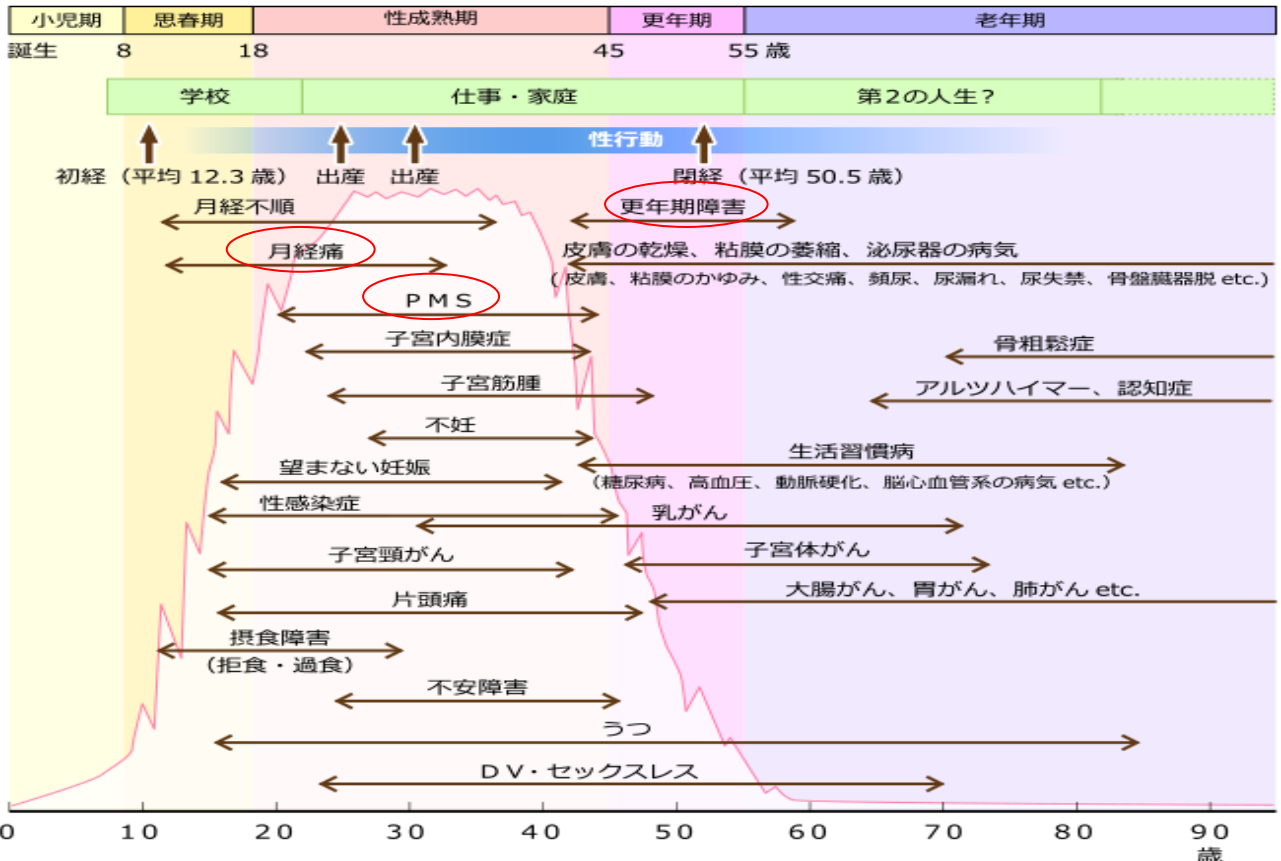 小児期 思春期 性成熟期 更年期 老年期
誕生 8 18 45 55 歳
学校 仕事・家庭 第2の人生？
性行動
初経（平均 12.3 歳） 出産 出産 閉経（平均 50.5 歳）
月経不順 更年期障害
月経痛 皮膚の乾燥、粘膜の萎縮、泌尿器の病気
（皮膚、粘膜のかゆみ、性交痛、頻尿、尿漏れ、尿失禁、骨盤臓器脱 etc.）
ＰＭＳ
子宮内膜症 骨粗鬆症
子宮筋腫 アルツハイマー、認知症
不妊
生活習慣病
望まない妊娠 （糖尿病、高血圧、動脈硬化、脳心血管系の病気 etc.）
性感染症 乳がん
子宮頸がん 子宮体がん
片頭痛 大腸がん、胃がん、肺がん etc.
摂食障害
（拒食・過食）
不安障害
うつ
ＤＶ・セックスレス
0 10 20 30 40 50 60 70 80 90
歳